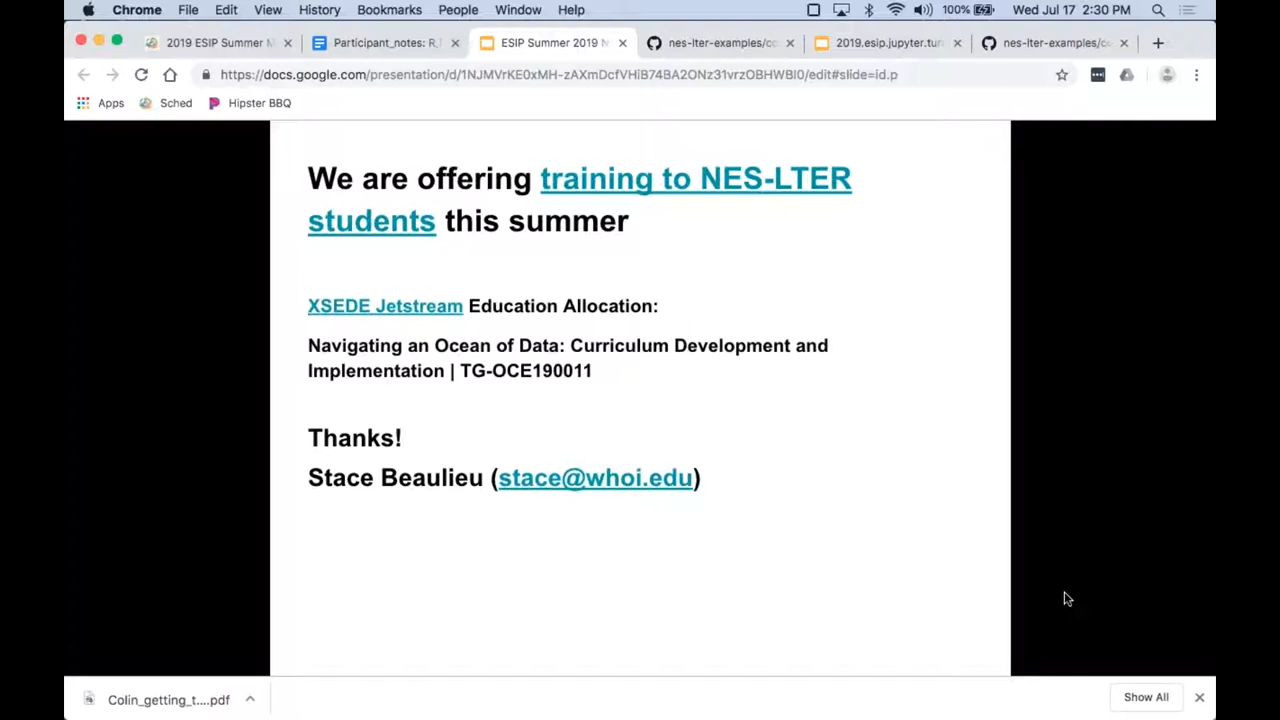 Chrome File Edit View History Bookmarks People Window Help 100% Wed Jul 17 2:30 PM
2019 ESIP Summer M Participant_notes: R, ESIP Summer 2019 N nes-lter-examples/co 2019.esip.jupyter.tun nes-lter-examples/co
https://docs.google.com/presentation/d/1NJMVrKE0xMH-zAXmDcfVHiB74BA2ONz31vrzOBHWBI0/edit#slide=id.p
Apps Sched Hipster BBQ
We are offering training to NES-LTER
students this summer
XSEDE Jetstream Education Allocation:
Navigating an Ocean of Data: Curriculum Development and
Implementation | TG-OCE190011
Thanks!
Stace Beaulieu (stace@whoi.edu)
Colin_getting_t....pdf Show All